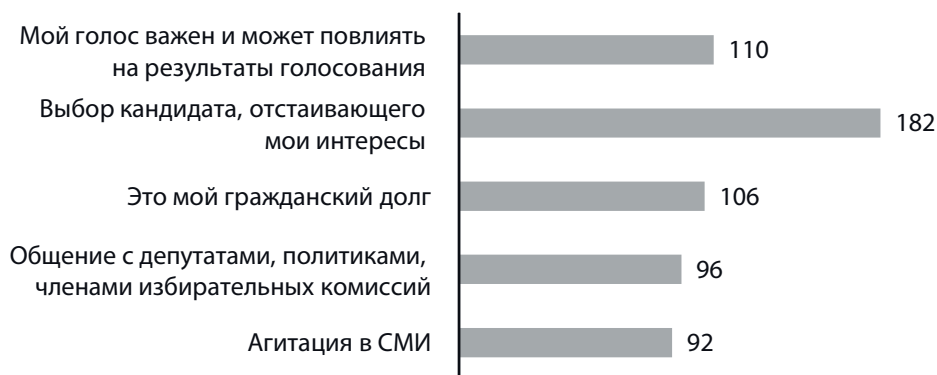 Мой голос важен и может повлиять
на результаты голосования
110
Выбор кандидата, отстаивающего
мои интересы
182
Это мой гражданский долг
106
Общение с депутатами, политиками,
членами избирательных комиссий
96
Агитация в СМИ
92